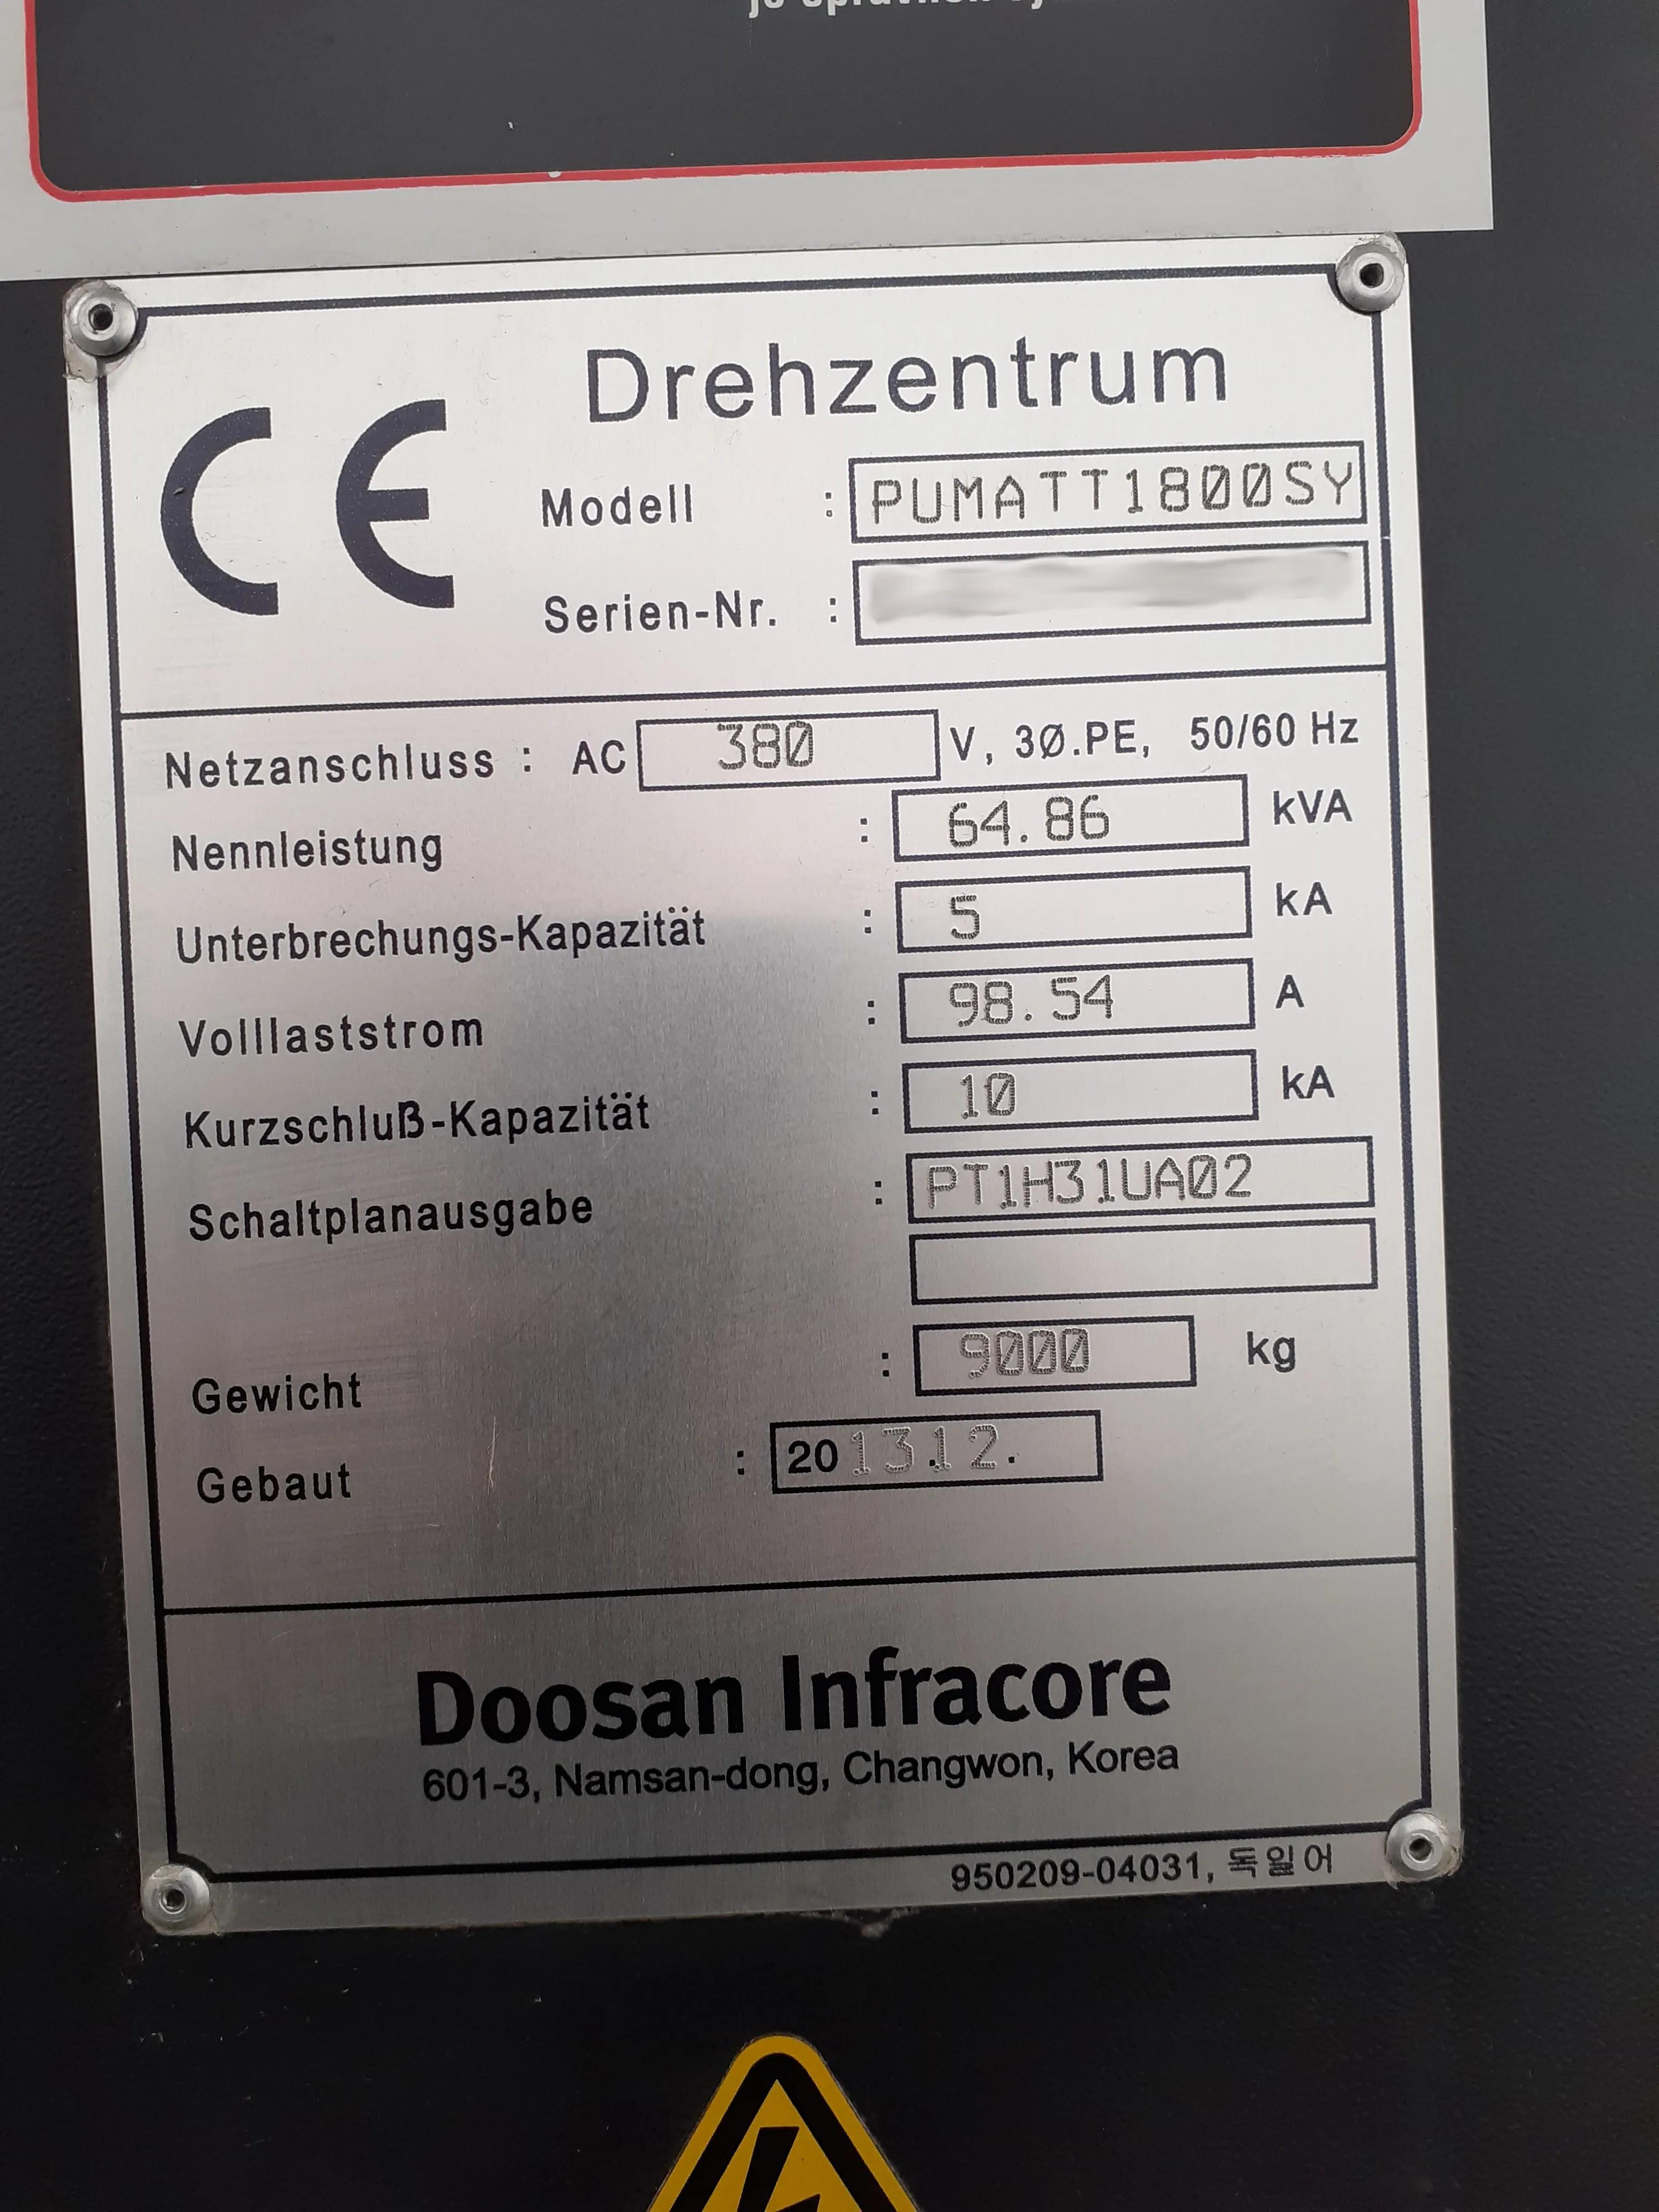 CE
Drehzentrum
Modell : PUMATT1800SY
Serien-Nr. :
Netzanschluss : AC 380 V, 3Ø.PE, 50/60 Hz
Nennleistung : 64.86 kVA
Unterbrechungs-Kapazität : 5 kA
Volllaststrom : 98.54 A
Kurzschluß-Kapazität : 10 kA
Schaltplanausgabe : PT1H31UA02
Gewicht : 9000 kg
Gebaut : 2013.12.
Doosan Infracore
601-3, Namsan-dong, Changwon, Korea
950209-04031, 독일어